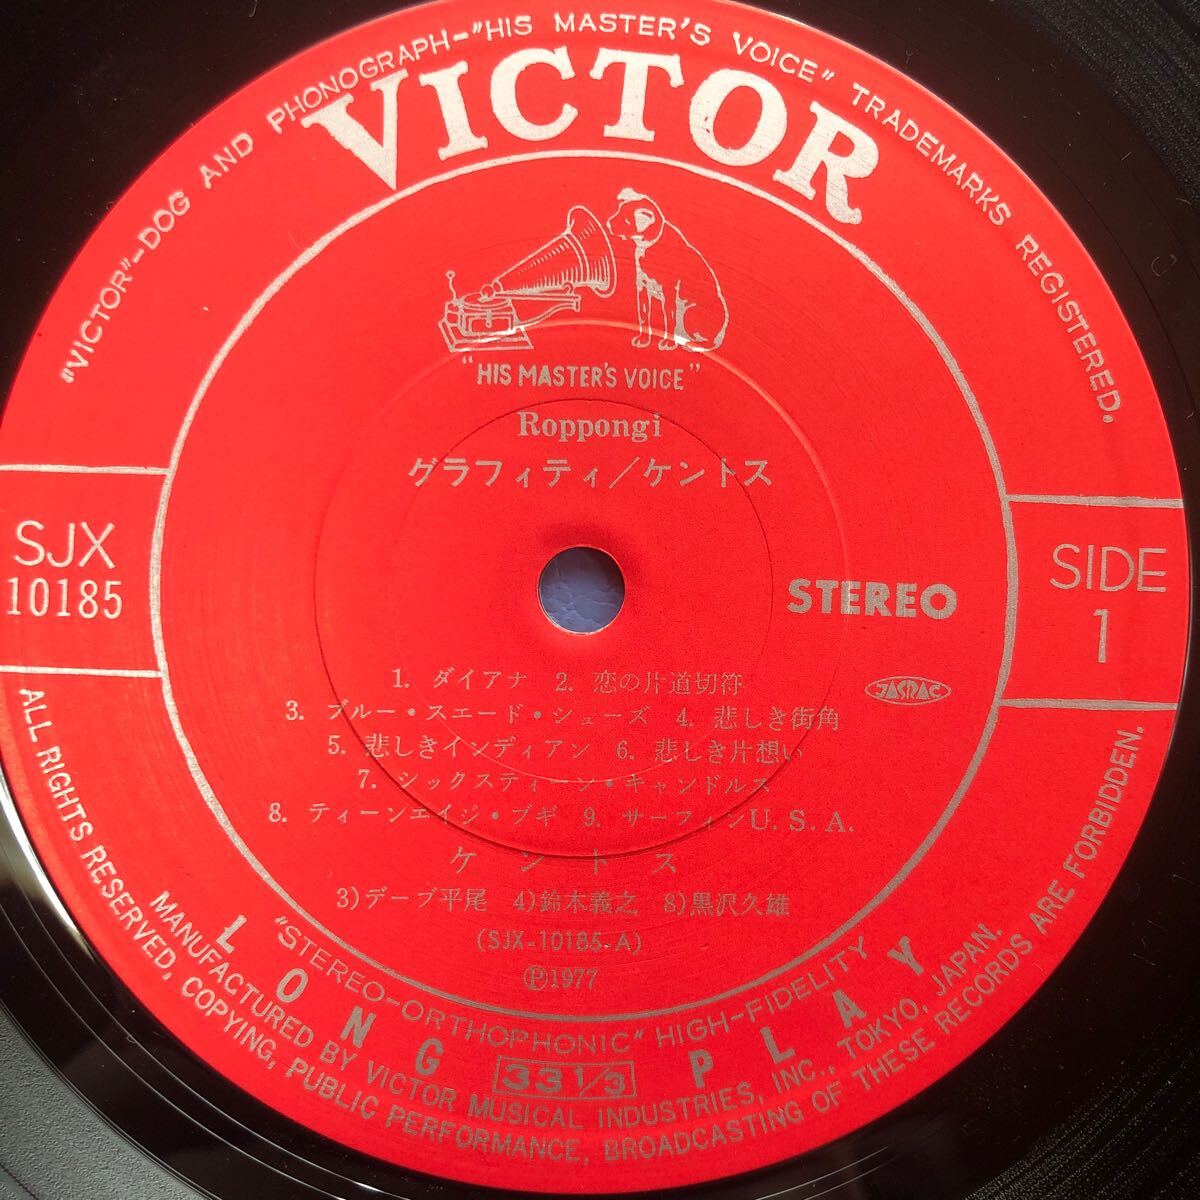 "VICTOR"–DOG AND PHONOGRAPH–"HIS MASTER'S VOICE" TRADEMARKS REGISTERED.
VICTOR
"HIS MASTER'S VOICE"
Roppongi
グラフィティ/ケントス
SJX
10185
STEREO
SIDE
1
JASRAC
1. ダイアナ 2. 恋の片道切符
3. ブルー・スエード・シューズ 4. 悲しき街角
5. 悲しきインディアン 6. 悲しき片想い
7. シックスティーン・キャンドルス
8. ティーンエイジ・ブギ 9. サーフィンU.S.A.
ケントス
3)デーブ平尾 4)鈴木義之 8)黒沢久雄
(SJX-10185-A)
Ⓟ1977
"STEREO-ORTHOPHONIC" HIGH-FIDELITY
LONG 33 1/3 PLAY
MANUFACTURED BY VICTOR MUSICAL INDUSTRIES, INC., TOKYO, JAPAN.
ALL RIGHTS RESERVED, COPYING, PUBLIC PERFORMANCE, BROADCASTING OF THESE RECORDS ARE FORBIDDEN.